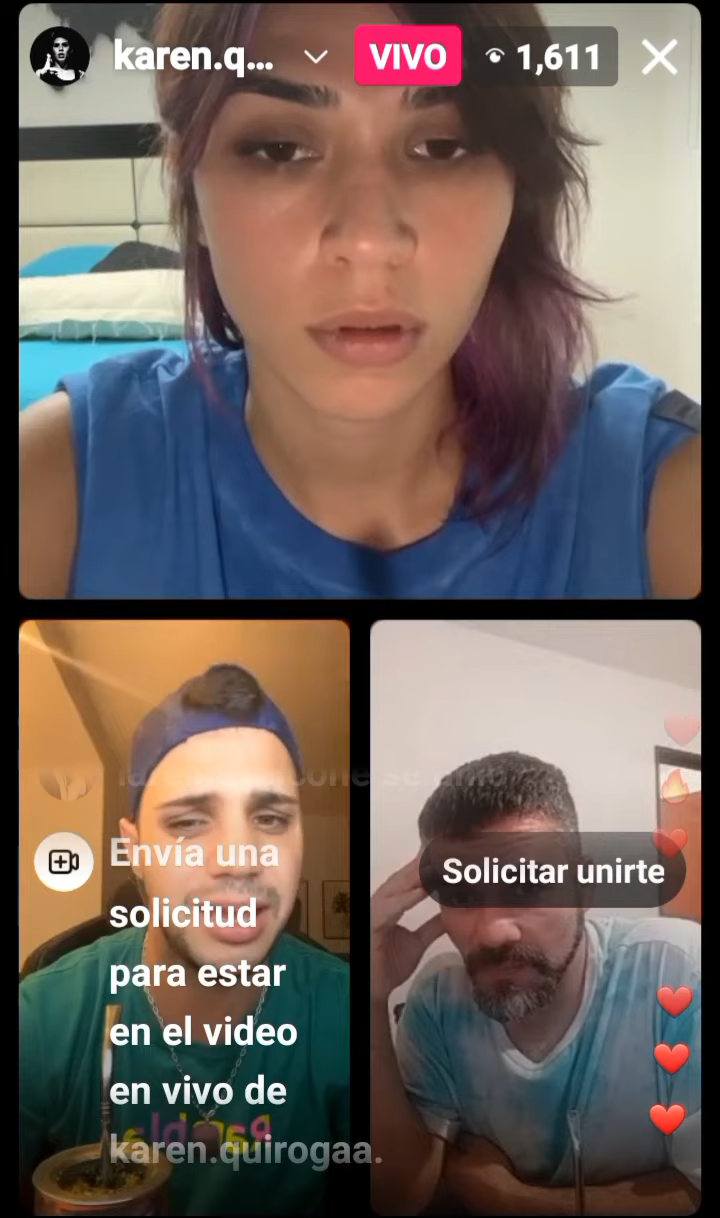 karen.q...
VIVO
1,611
Envía una
solicitud
para estar
en el video
en vivo de
karen.quirogaa.
Solicitar unirte